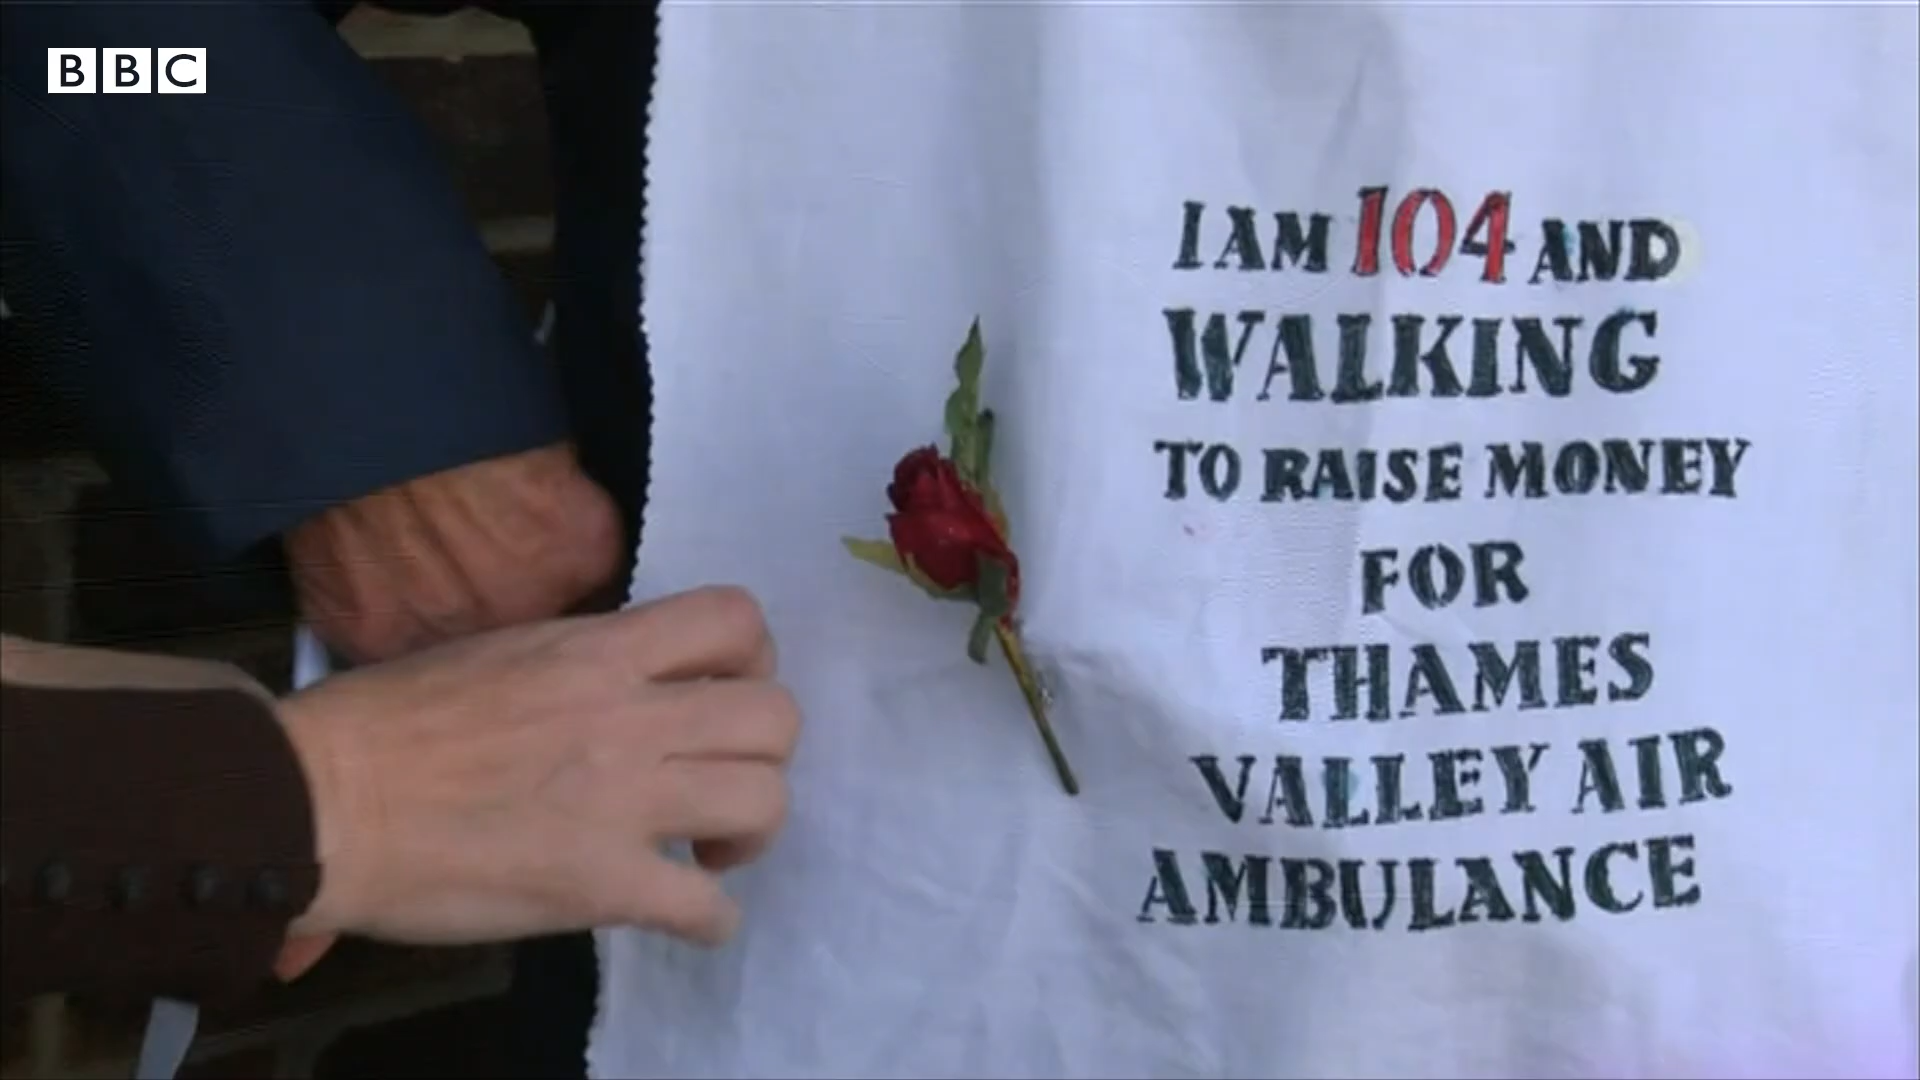 BBC
I AM 104 AND
WALKING
TO RAISE MONEY
FOR
THAMES
VALLEY AIR
AMBULANCE